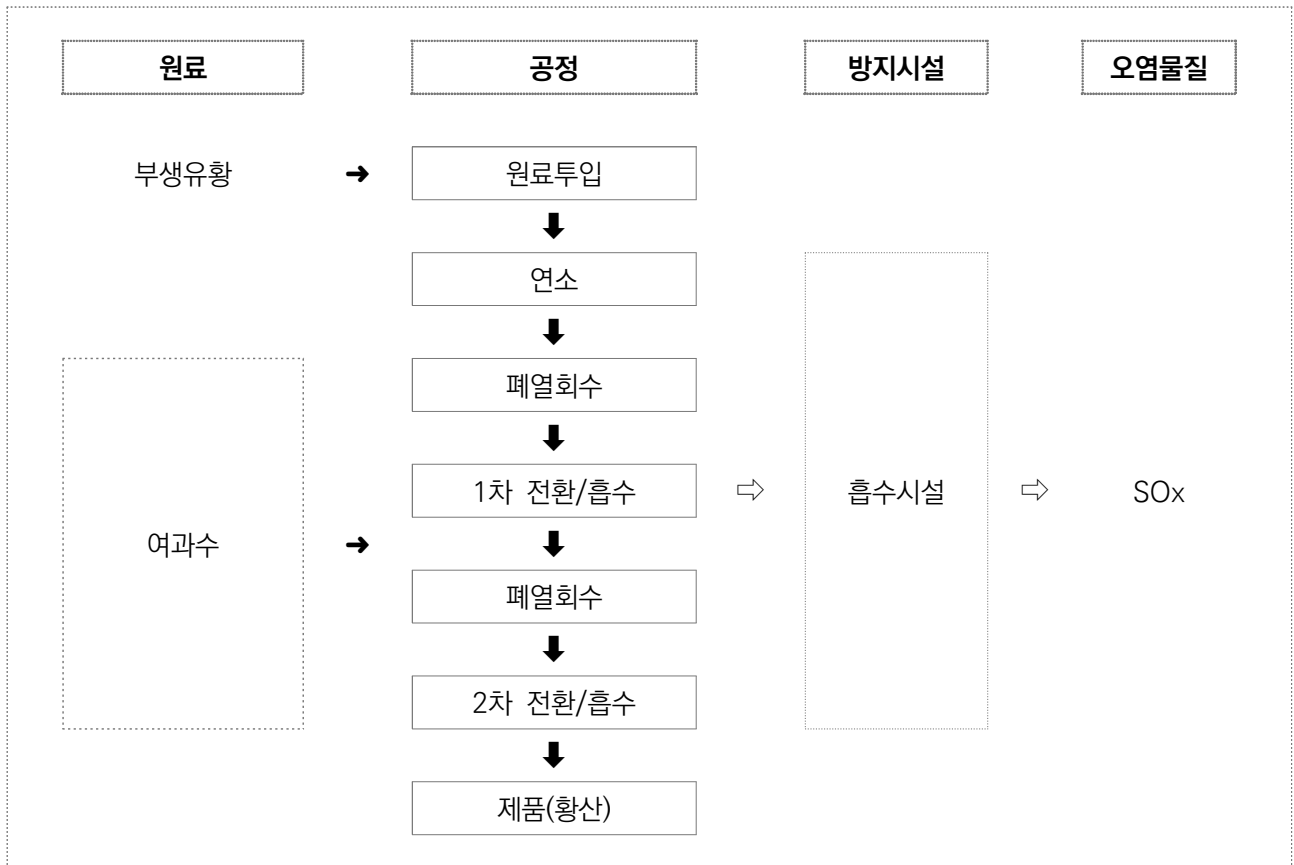 원료 공정 방지시설 오염물질
부생유황 → 원료투입
연소
폐열회수
1차 전환/흡수 ⇨ 흡수시설 ⇨ SOx
여과수 →
폐열회수
2차 전환/흡수
제품(황산)